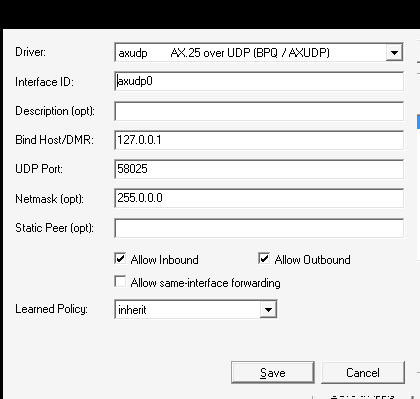 Driver: axudp AX.25 over UDP (BPQ / AXUDP)
Interface ID: axudp0
Description (opt):
Bind Host/DMR: 127.0.0.1
UDP Port: 58025
Netmask (opt): 255.0.0.0
Static Peer (opt):
Allow Inbound Allow Outbound
Allow same-interface forwarding
Learned Policy: inherit
Save Cancel